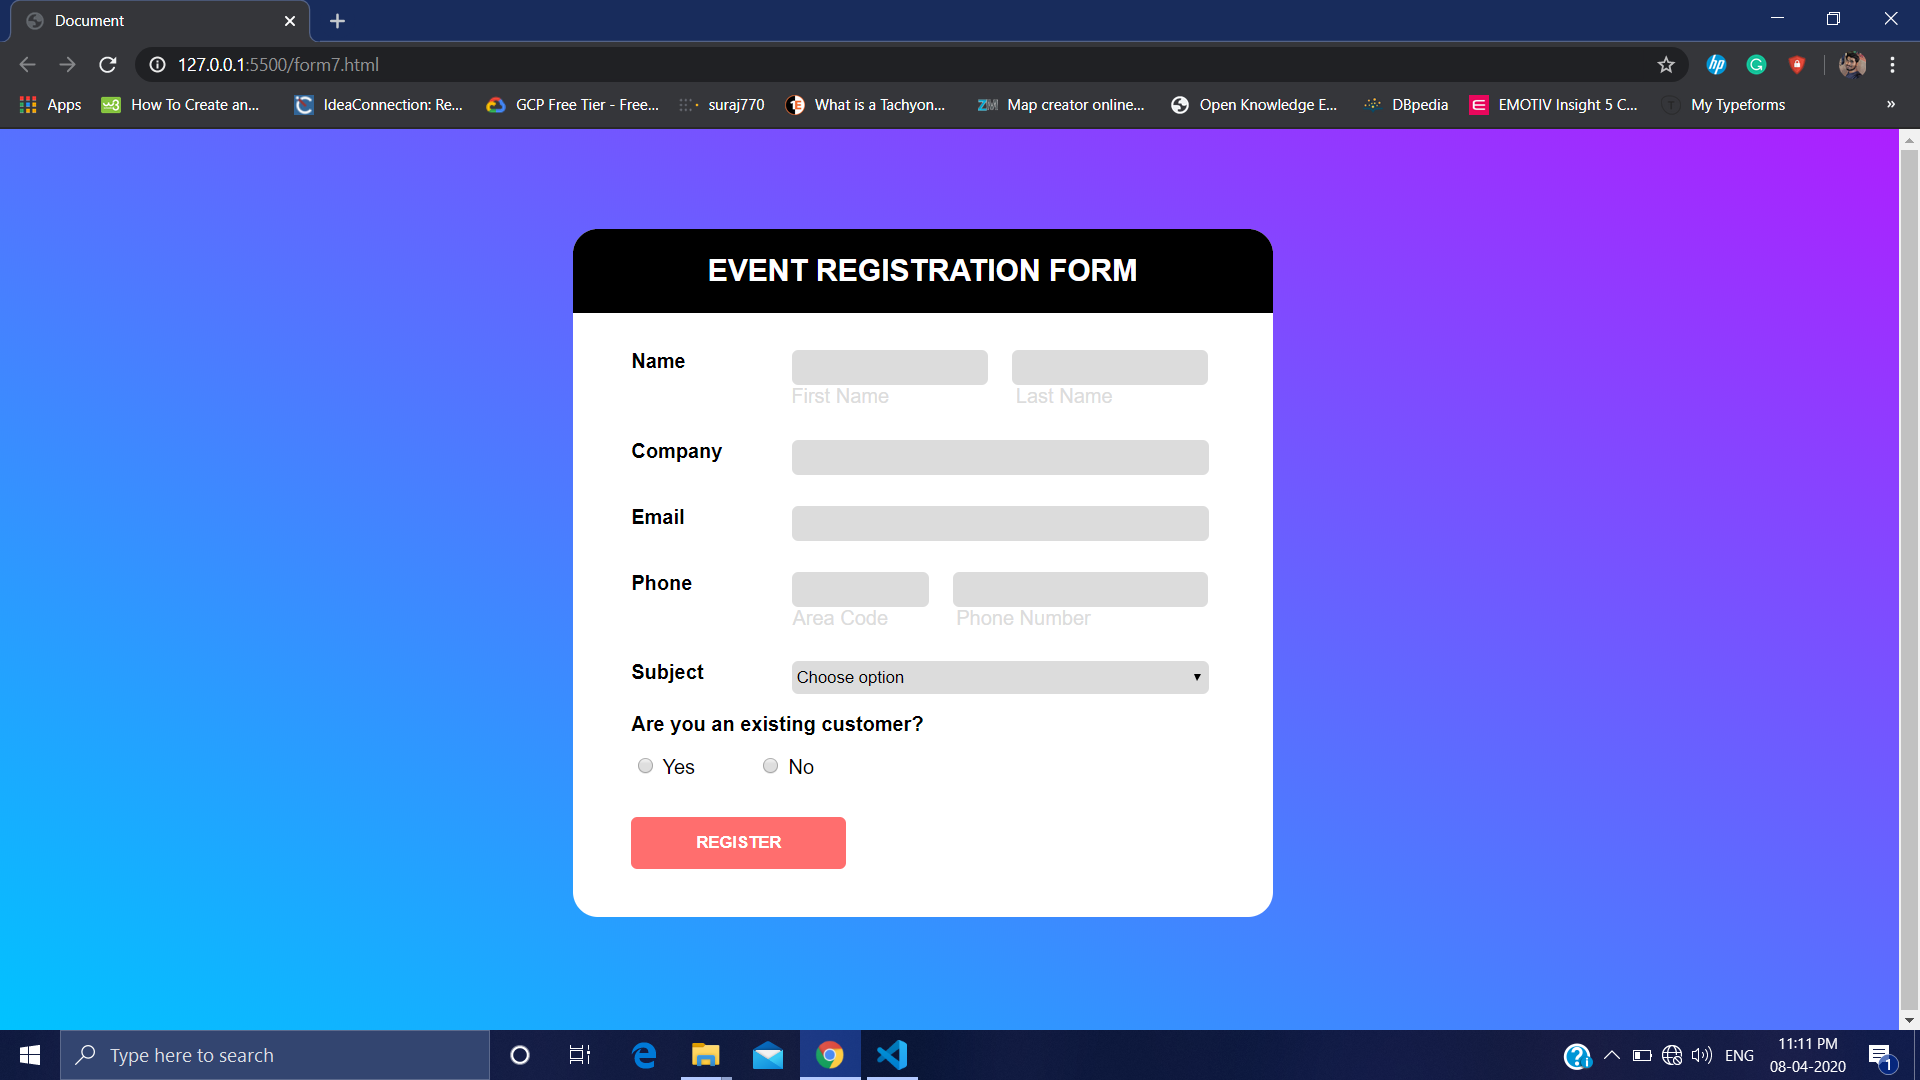 Document
127.0.0.1:5500/form7.html
Apps How To Create an... IdeaConnection: Re... GCP Free Tier - Free... suraj770 What is a Tachyon... Map creator online... Open Knowledge E... DBpedia EMOTIV Insight 5 C... My Typeforms »
EVENT REGISTRATION FORM
Name
First Name Last Name
Company
Email
Phone
Area Code Phone Number
Subject Choose option
Are you an existing customer?
Yes No
REGISTER
Type here to search
ENG
11:11 PM
08-04-2020
1